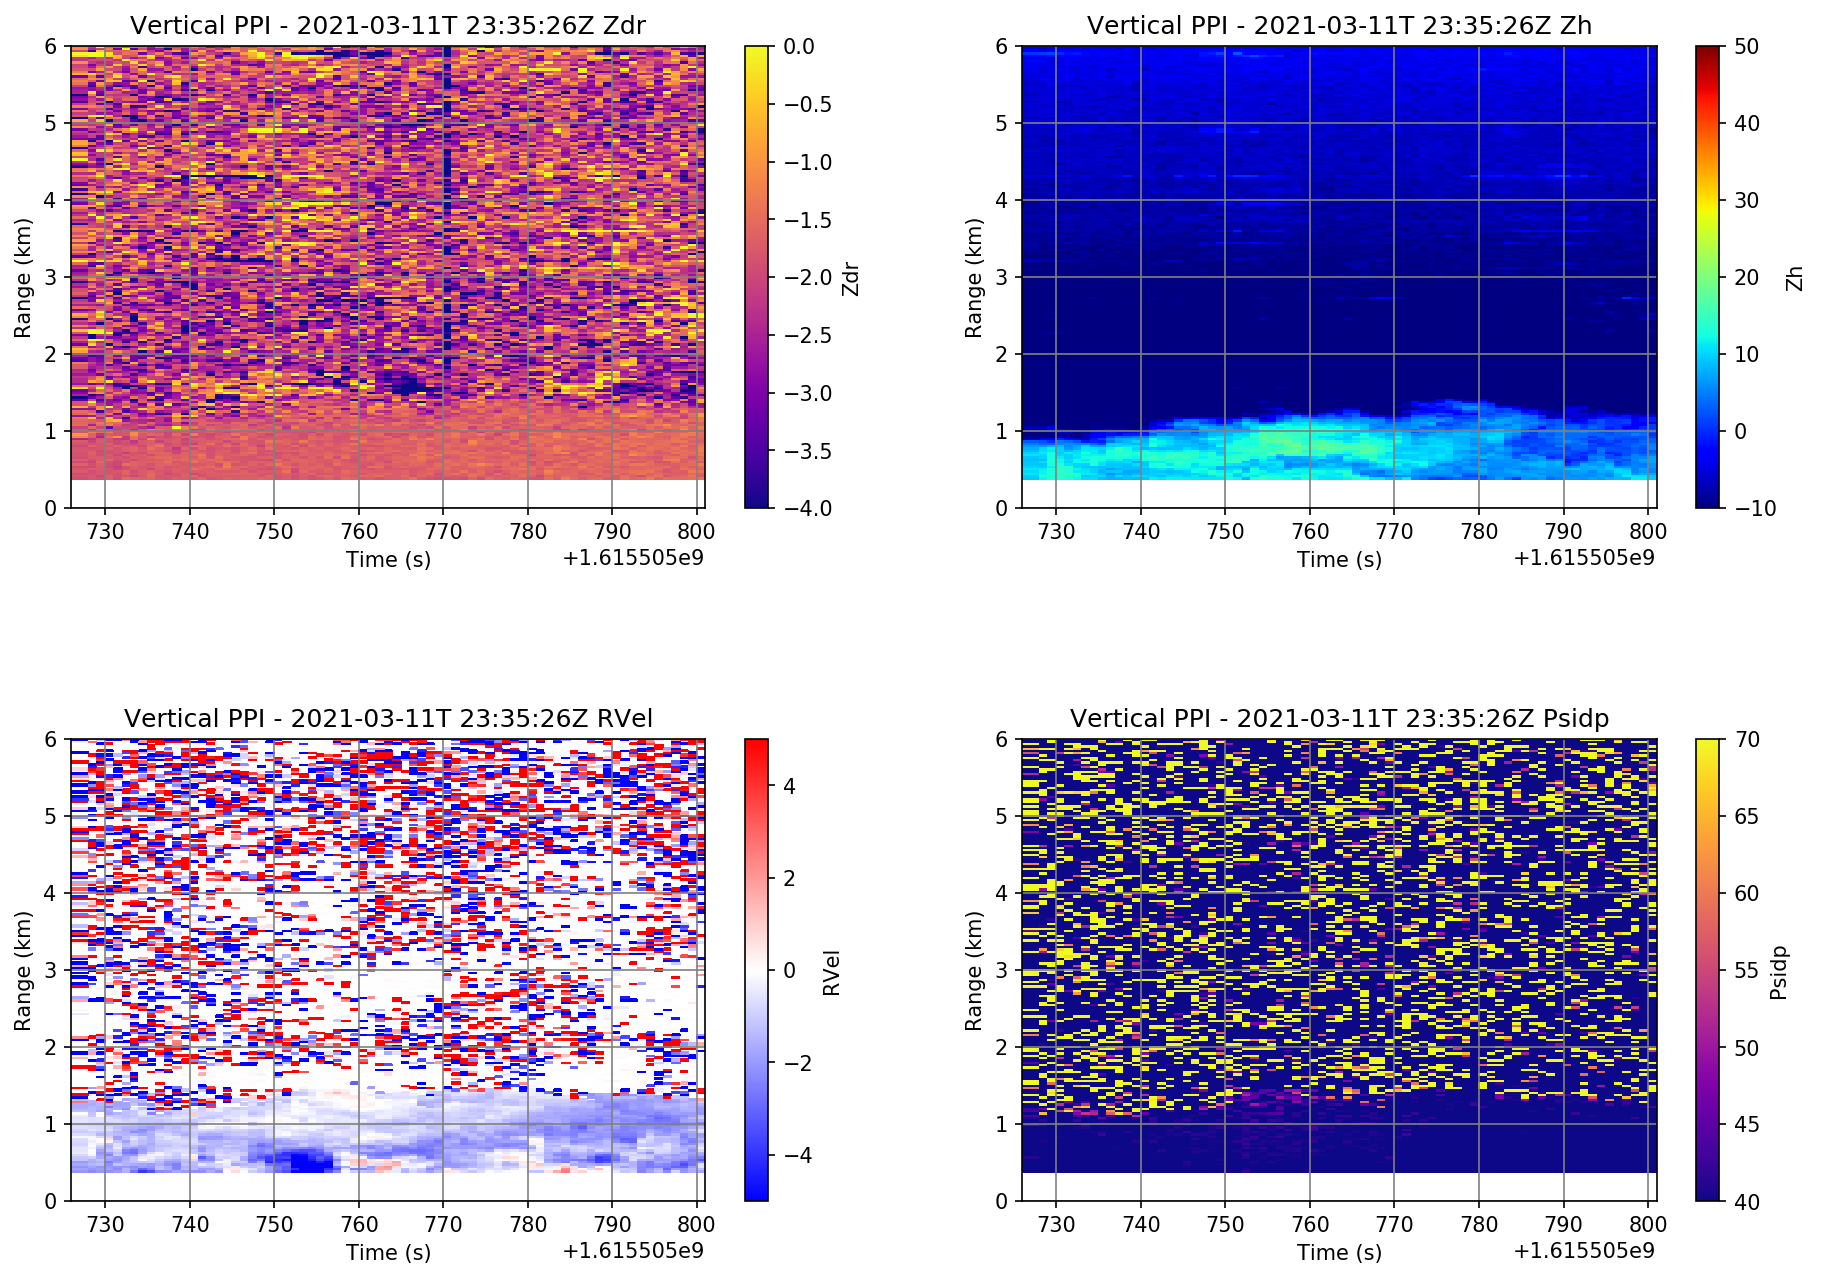 Vertical PPI - 2021-03-11T 23:35:26Z Zdr
6
5
4
3
2
1
0
Range (km)
730 740 750 760 770 780 790 800
Time (s)
+1.615505e9
0.0
−0.5
−1.0
−1.5
−2.0
−2.5
−3.0
−3.5
−4.0
Zdr
Vertical PPI - 2021-03-11T 23:35:26Z Zh
6
5
4
3
2
1
0
Range (km)
730 740 750 760 770 780 790 800
Time (s)
+1.615505e9
50
40
30
20
10
0
−10
Zh
Vertical PPI - 2021-03-11T 23:35:26Z RVel
6
5
4
3
2
1
0
Range (km)
730 740 750 760 770 780 790 800
Time (s)
+1.615505e9
4
2
0
−2
−4
RVel
Vertical PPI - 2021-03-11T 23:35:26Z Psidp
6
5
4
3
2
1
0
Range (km)
730 740 750 760 770 780 790 800
Time (s)
+1.615505e9
70
65
60
55
50
45
40
Psidp